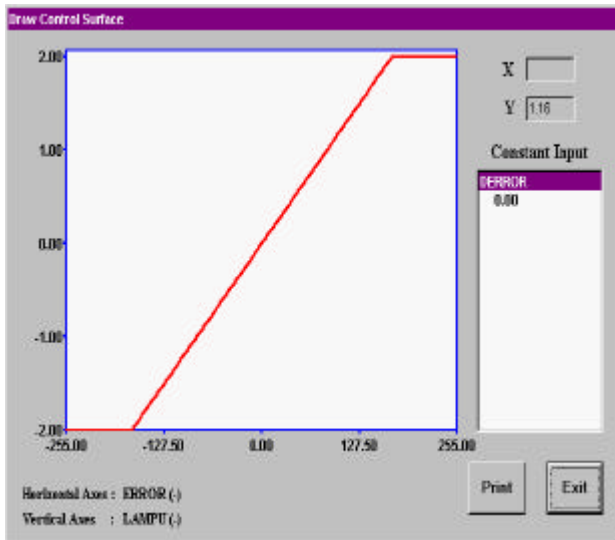 Draw Control Surface
2.00
1.00
0.00
-1.00
-2.00
-255.00
-127.50
0.00
127.50
255.00
X
Y 1.16
Constant Input
DERROR
0.00
Print
Exit
Horizontal Axes : ERROR (-)
Vertical Axes : LAMPU (-)